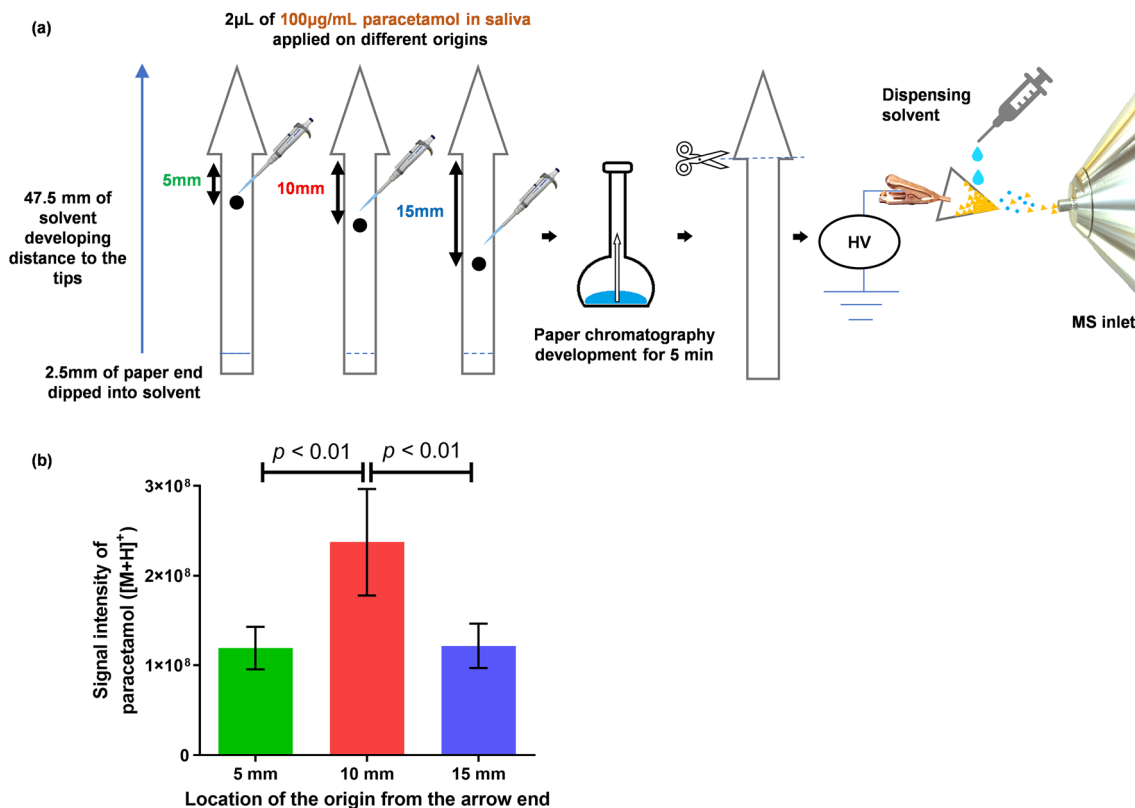 (a)
2µL of 100µg/mL paracetamol in saliva
applied on different origins
47.5 mm of
solvent
developing
distance to the
tips
5mm
10mm
15mm
2.5mm of paper end
dipped into solvent
Paper chromatography
development for 5 min
Dispensing
solvent
HV
MS inlet
(b)
p < 0.01
p < 0.01
Signal intensity of
paracetamol ([M+H]⁺)
3×10⁸
2×10⁸
1×10⁸
0
5 mm
10 mm
15 mm
Location of the origin from the arrow end